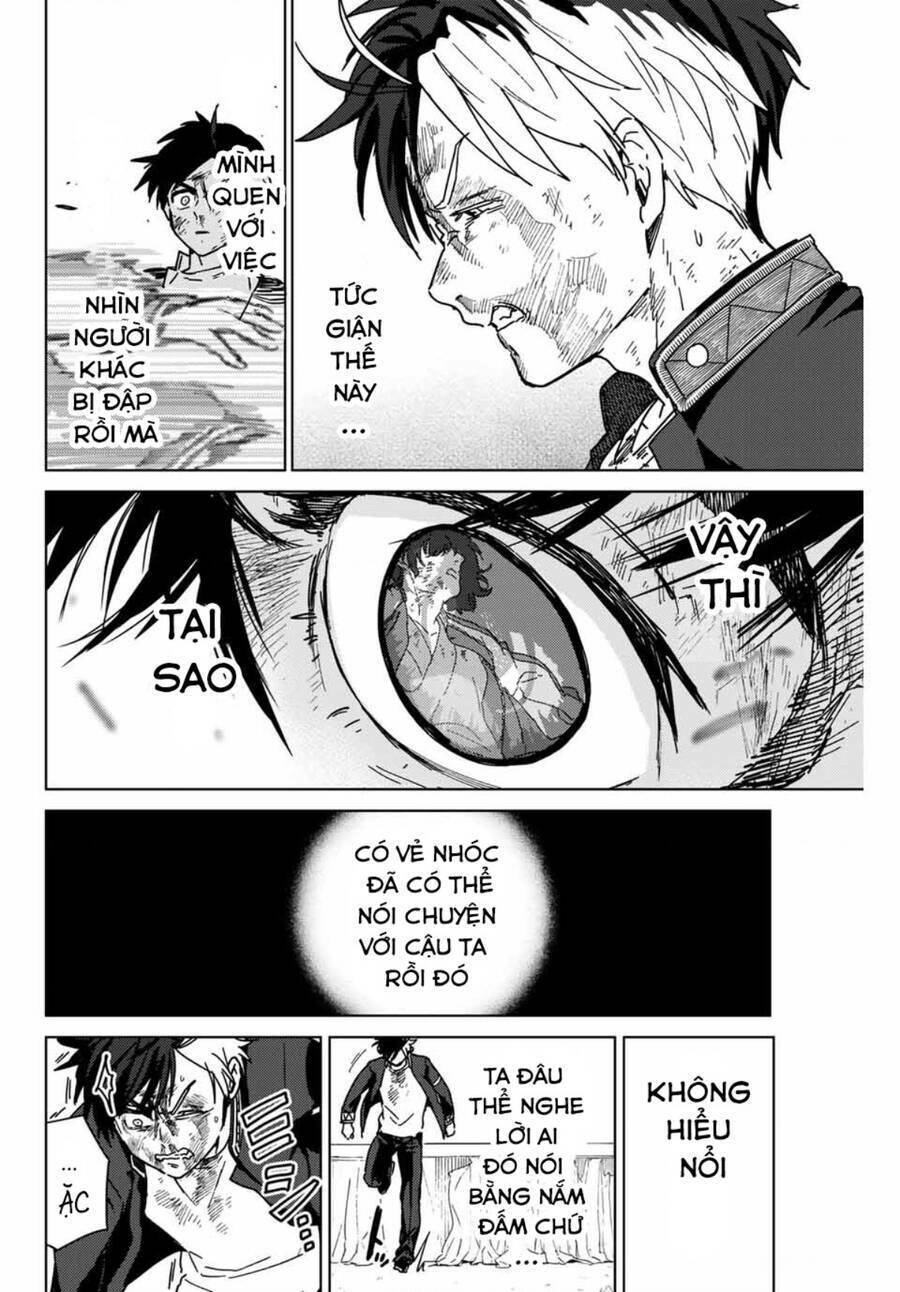 TỨC
GIẬN
THẾ
NÀY
...
MÌNH
QUEN
VỚI
VIỆC
NHÌN
NGƯỜI
KHÁC
BỊ ĐẬP
RỒI MÀ
VẬY
THÌ
TẠI
SAO
CÓ VẺ NHÓC
ĐÃ CÓ THỂ
NÓI CHUYỆN
VỚI CẬU TA
RỒI ĐÓ
KHÔNG
HIỂU
NỔI
TA ĐÂU
THỂ NGHE
LỜI AI
ĐÓ NÓI
BẰNG NẮM
ĐẤM CHỨ
...
...
ẶC